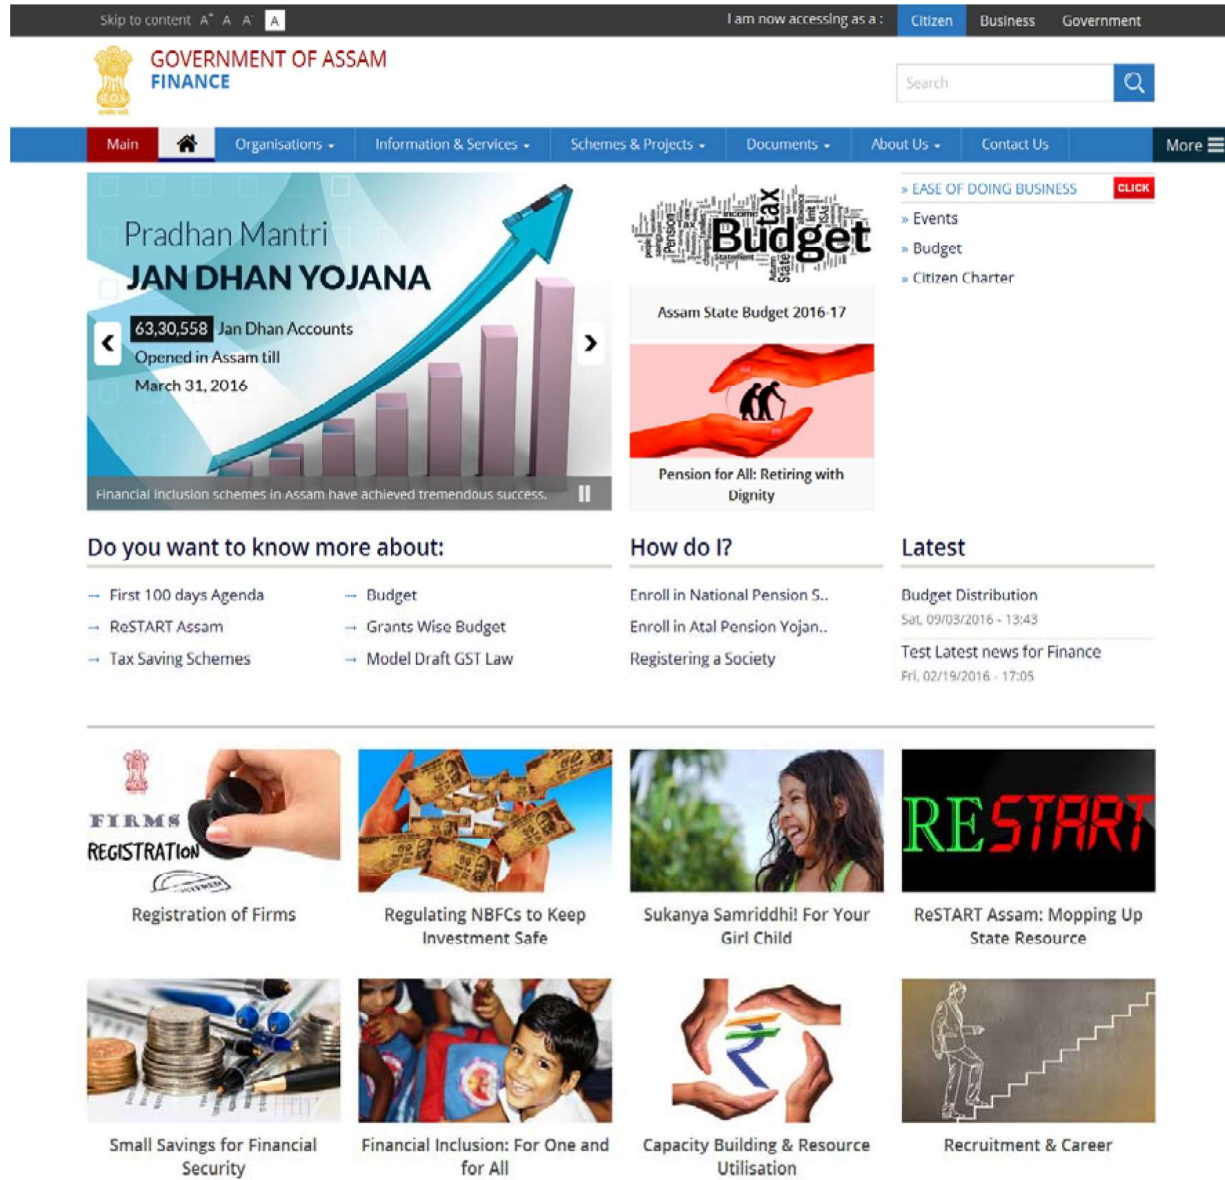 Skip to content A+ A A- A
I am now accessing as a : Citizen Business Government
GOVERNMENT OF ASSAM
FINANCE
Search
Main Organisations Information & Services Schemes & Projects Documents About Us Contact Us More
Pradhan Mantri
JAN DHAN YOJANA
63,30,558 Jan Dhan Accounts
Opened in Assam till
March 31, 2016
Financial inclusion schemes in Assam have achieved tremendous success.
tax
income
Pension
Budget
State
Statement
Assam State Budget 2016-17
Pension for All: Retiring with
Dignity
» EASE OF DOING BUSINESS CLICK
» Events
» Budget
» Citizen Charter
Do you want to know more about:
First 100 days Agenda
ReSTART Assam
Tax Saving Schemes
Budget
Grants Wise Budget
Model Draft GST Law
How do I?
Enroll in National Pension S..
Enroll in Atal Pension Yojan..
Registering a Society
Latest
Budget Distribution
Sat, 09/03/2016 - 13:43
Test Latest news for Finance
Fri, 02/19/2016 - 17:05
FIRMS
REGISTRATION
Registration of Firms
Regulating NBFCs to Keep
Investment Safe
Sukanya Samriddhi! For Your
Girl Child
RESTART
ReSTART Assam: Mopping Up
State Resource
Small Savings for Financial
Security
Financial Inclusion: For One and
for All
Capacity Building & Resource
Utilisation
Recruitment & Career